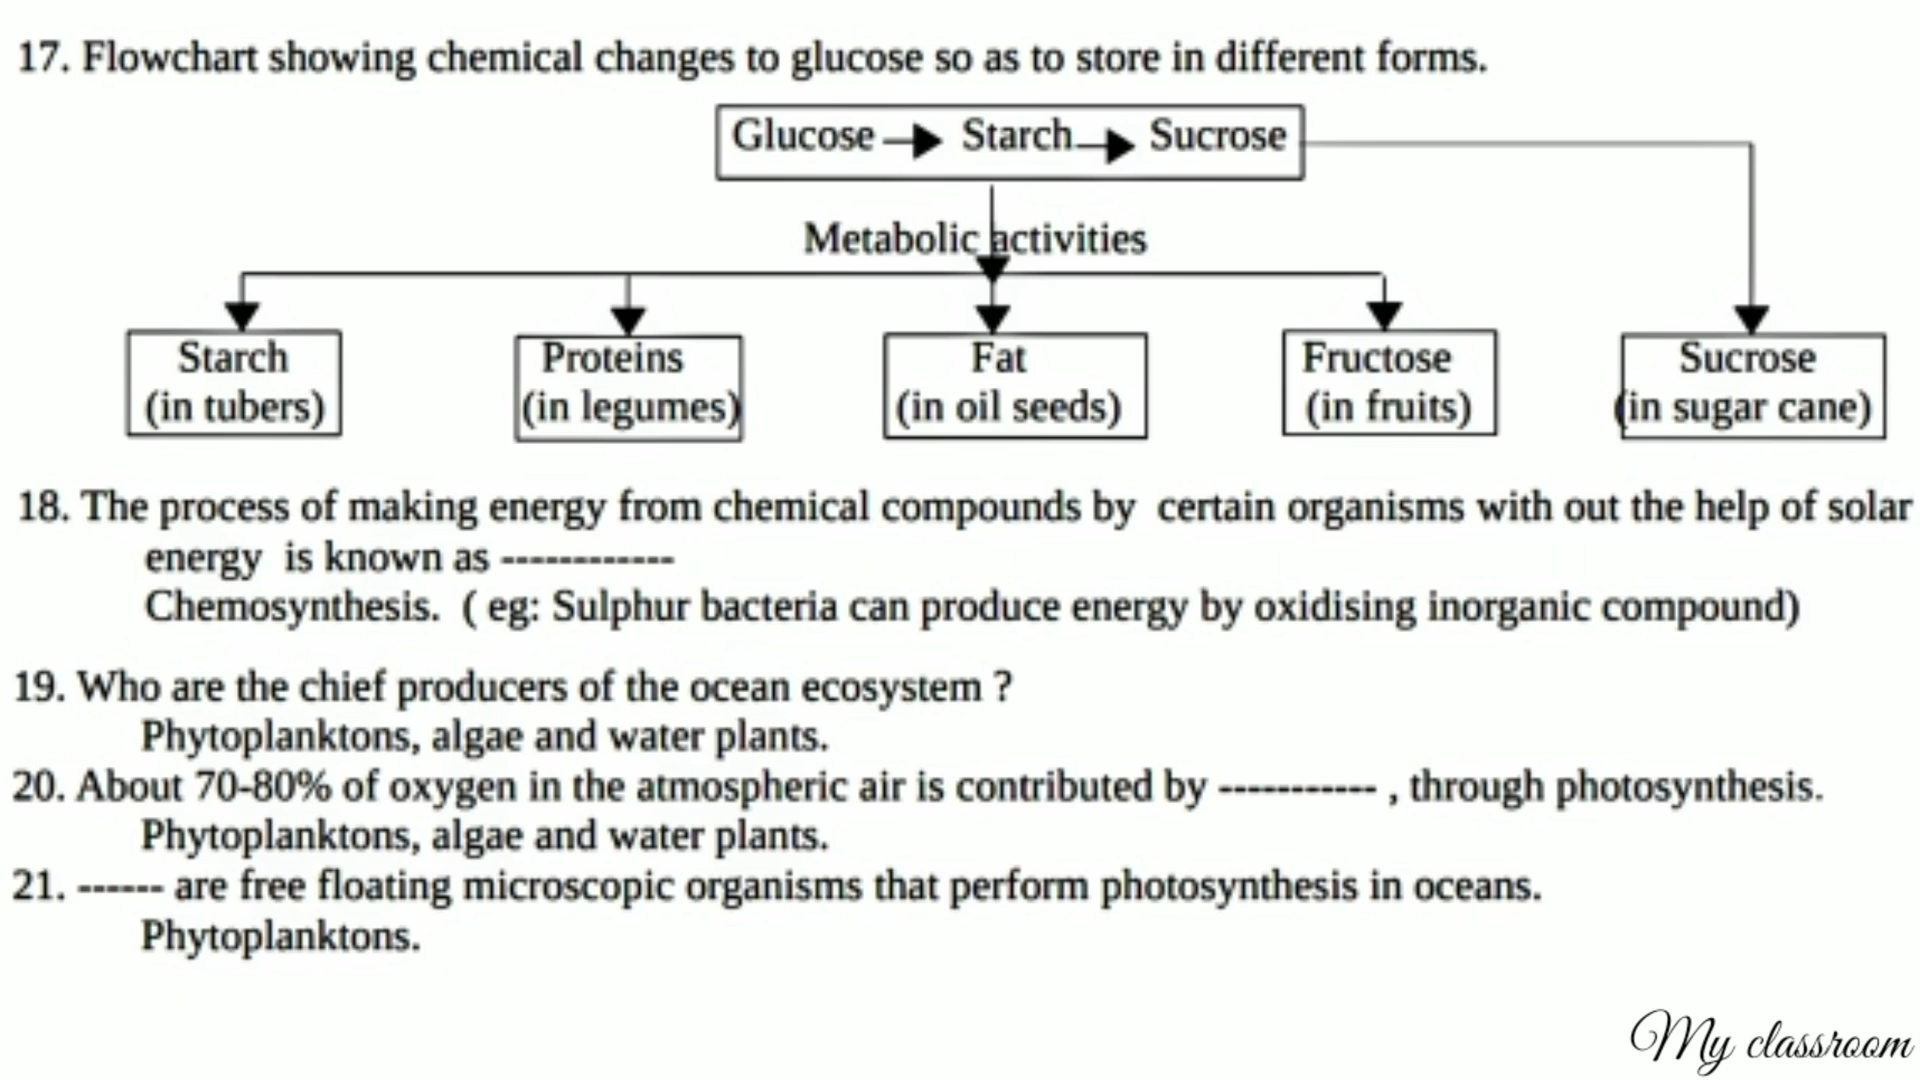 17. Flowchart showing chemical changes to glucose so as to store in different forms.
Glucose → Starch → Sucrose
Metabolic activities
Starch
(in tubers)
Proteins
(in legumes)
Fat
(in oil seeds)
Fructose
(in fruits)
Sucrose
(in sugar cane)
18. The process of making energy from chemical compounds by certain organisms with out the help of solar
energy is known as ------------
Chemosynthesis. ( eg: Sulphur bacteria can produce energy by oxidising inorganic compound)
19. Who are the chief producers of the ocean ecosystem ?
Phytoplanktons, algae and water plants.
20. About 70-80% of oxygen in the atmospheric air is contributed by ----------- , through photosynthesis.
Phytoplanktons, algae and water plants.
21. ------ are free floating microscopic organisms that perform photosynthesis in oceans.
Phytoplanktons.
My classroom